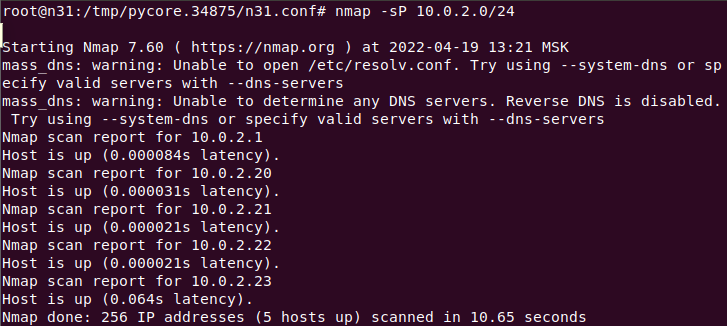 root@n31:/tmp/pycore.34875/n31.conf# nmap -sP 10.0.2.0/24
Starting Nmap 7.60 ( https://nmap.org ) at 2022-04-19 13:21 MSK
mass_dns: warning: Unable to open /etc/resolv.conf. Try using --system-dns or sp
ecify valid servers with --dns-servers
mass_dns: warning: Unable to determine any DNS servers. Reverse DNS is disabled.
 Try using --system-dns or specify valid servers with --dns-servers
Nmap scan report for 10.0.2.1
Host is up (0.000084s latency).
Nmap scan report for 10.0.2.20
Host is up (0.000031s latency).
Nmap scan report for 10.0.2.21
Host is up (0.000021s latency).
Nmap scan report for 10.0.2.22
Host is up (0.000021s latency).
Nmap scan report for 10.0.2.23
Host is up (0.064s latency).
Nmap done: 256 IP addresses (5 hosts up) scanned in 10.65 seconds